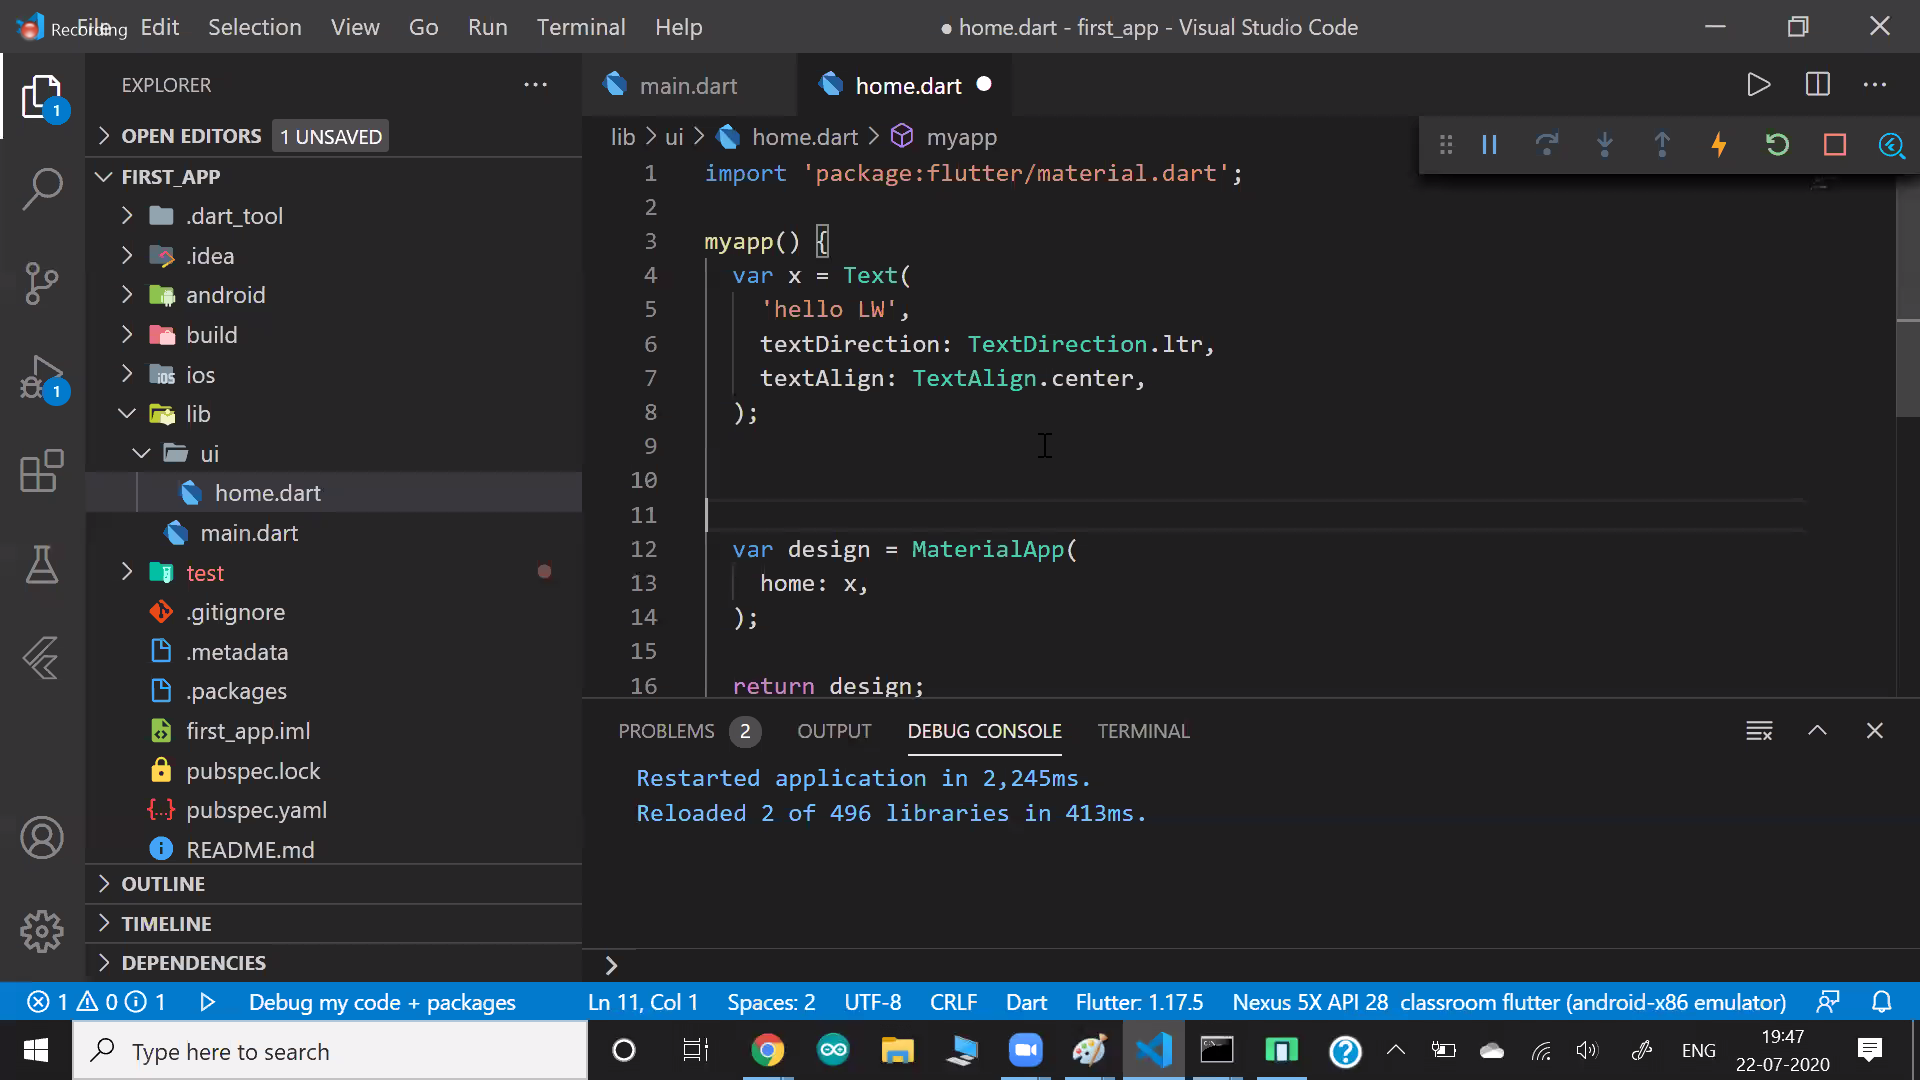 Recording File Edit Selection View Go Run Terminal Help ● home.dart - first_app - Visual Studio Code
EXPLORER
main.dart
home.dart
OPEN EDITORS 1 UNSAVED
lib > ui > home.dart > myapp
FIRST_APP
.dart_tool
.idea
android
build
ios
lib
ui
home.dart
main.dart
test
.gitignore
.metadata
.packages
first_app.iml
pubspec.lock
pubspec.yaml
README.md
OUTLINE
TIMELINE
DEPENDENCIES
1
1
1 import 'package:flutter/material.dart';
2
3 myapp() {
4 var x = Text(
5 'hello LW',
6 textDirection: TextDirection.ltr,
7 textAlign: TextAlign.center,
8 );
9
10
11
12 var design = MaterialApp(
13 home: x,
14 );
15
16 return design;
PROBLEMS 2 OUTPUT DEBUG CONSOLE TERMINAL
Restarted application in 2,245ms.
Reloaded 2 of 496 libraries in 413ms.
>
1 0 1 Debug my code + packages Ln 11, Col 1 Spaces: 2 UTF-8 CRLF Dart Flutter: 1.17.5 Nexus 5X API 28 classroom flutter (android-x86 emulator)
Type here to search
ENG
19:47
22-07-2020